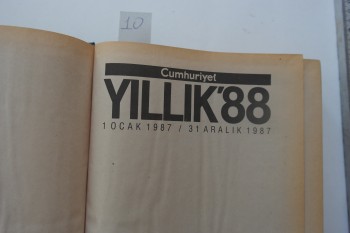 10
Cumhuriyet
YILLIK'88
1 OCAK 1987 / 31 ARALIK 1987